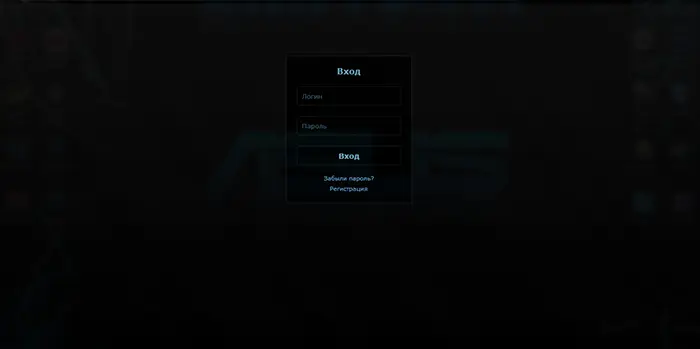 Вход
Логин
Пароль
Вход
Забыли пароль?
Регистрация